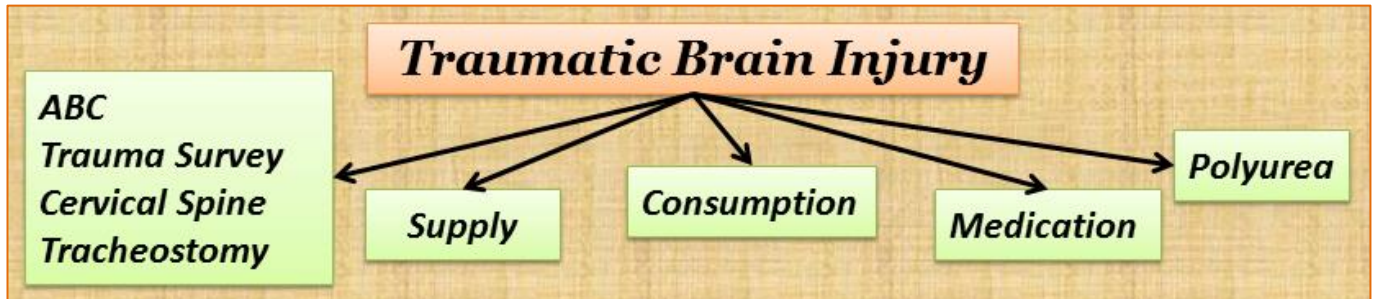 Traumatic Brain Injury
ABC
Trauma Survey
Cervical Spine
Tracheostomy
Supply
Consumption
Medication
Polyurea